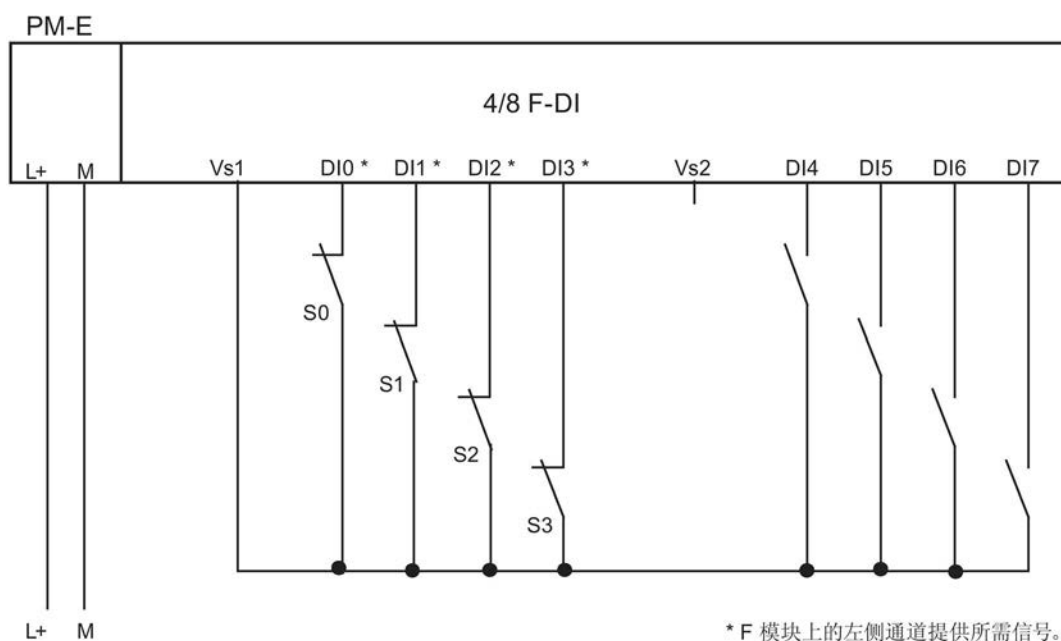 PM-E
4/8 F-DI
L+ M Vs1 DI0 * DI1 * DI2 * DI3 * Vs2 DI4 DI5 DI6 DI7
S0
S1
S2
S3
L+ M
* F 模块上的左侧通道提供所需信号。